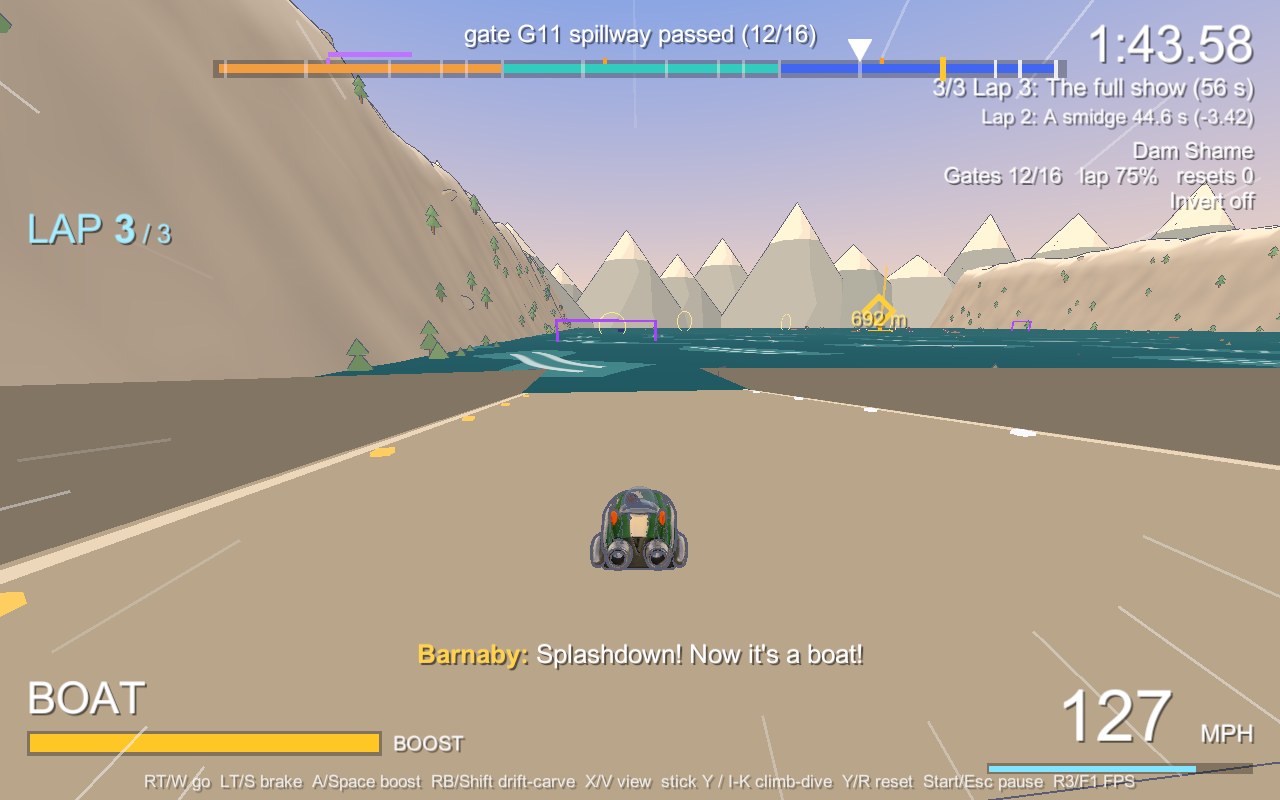 gate G11 spillway passed (12/16)
1:43.58
3/3 Lap 3: The full show (56 s)
Lap 2: A smidge 44.6 s (-3.42)
Dam Shame
Gates 12/16 lap 75% resets 0
Invert off
LAP 3 / 3
692 m
Barnaby: Splashdown! Now it's a boat!
BOAT
BOOST
127 MPH
RT/W go LT/S brake A/Space boost RB/Shift drift-carve X/V view stick Y / I-K climb-dive Y/R reset Start/Esc pause R3/F1 FPS